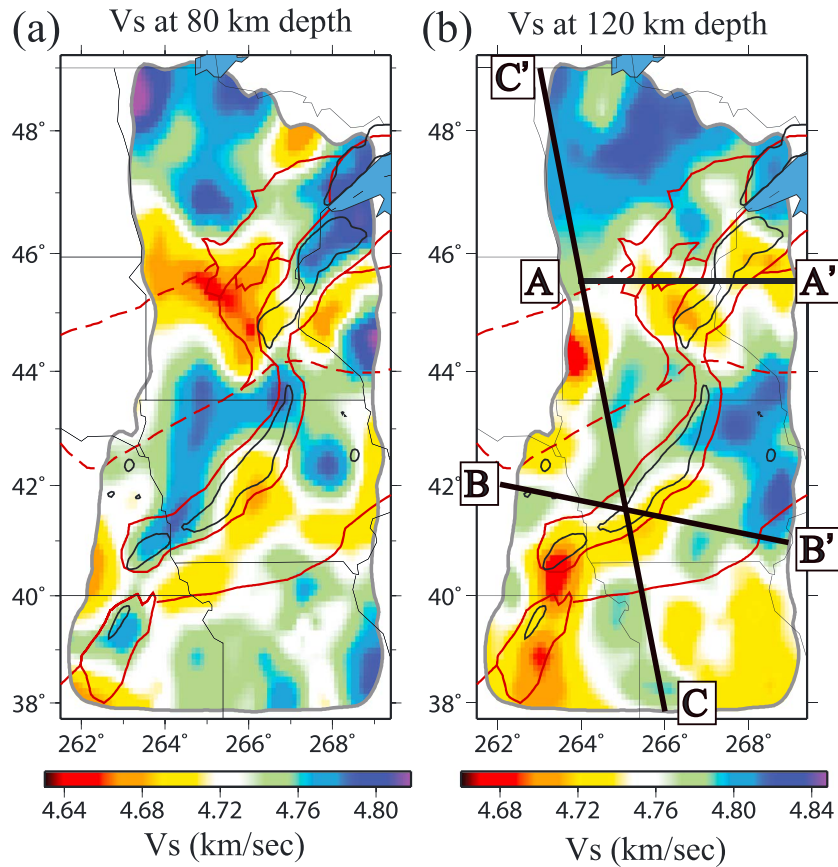 (a) Vs at 80 km depth
(b) Vs at 120 km depth
48°
46°
44°
42°
40°
38°
262° 264° 266° 268°
4.64 4.68 4.72 4.76 4.80
Vs (km/sec)
C'
A A'
B B'
C
48°
46°
44°
42°
40°
38°
262° 264° 266° 268°
4.68 4.72 4.76 4.80 4.84
Vs (km/sec)